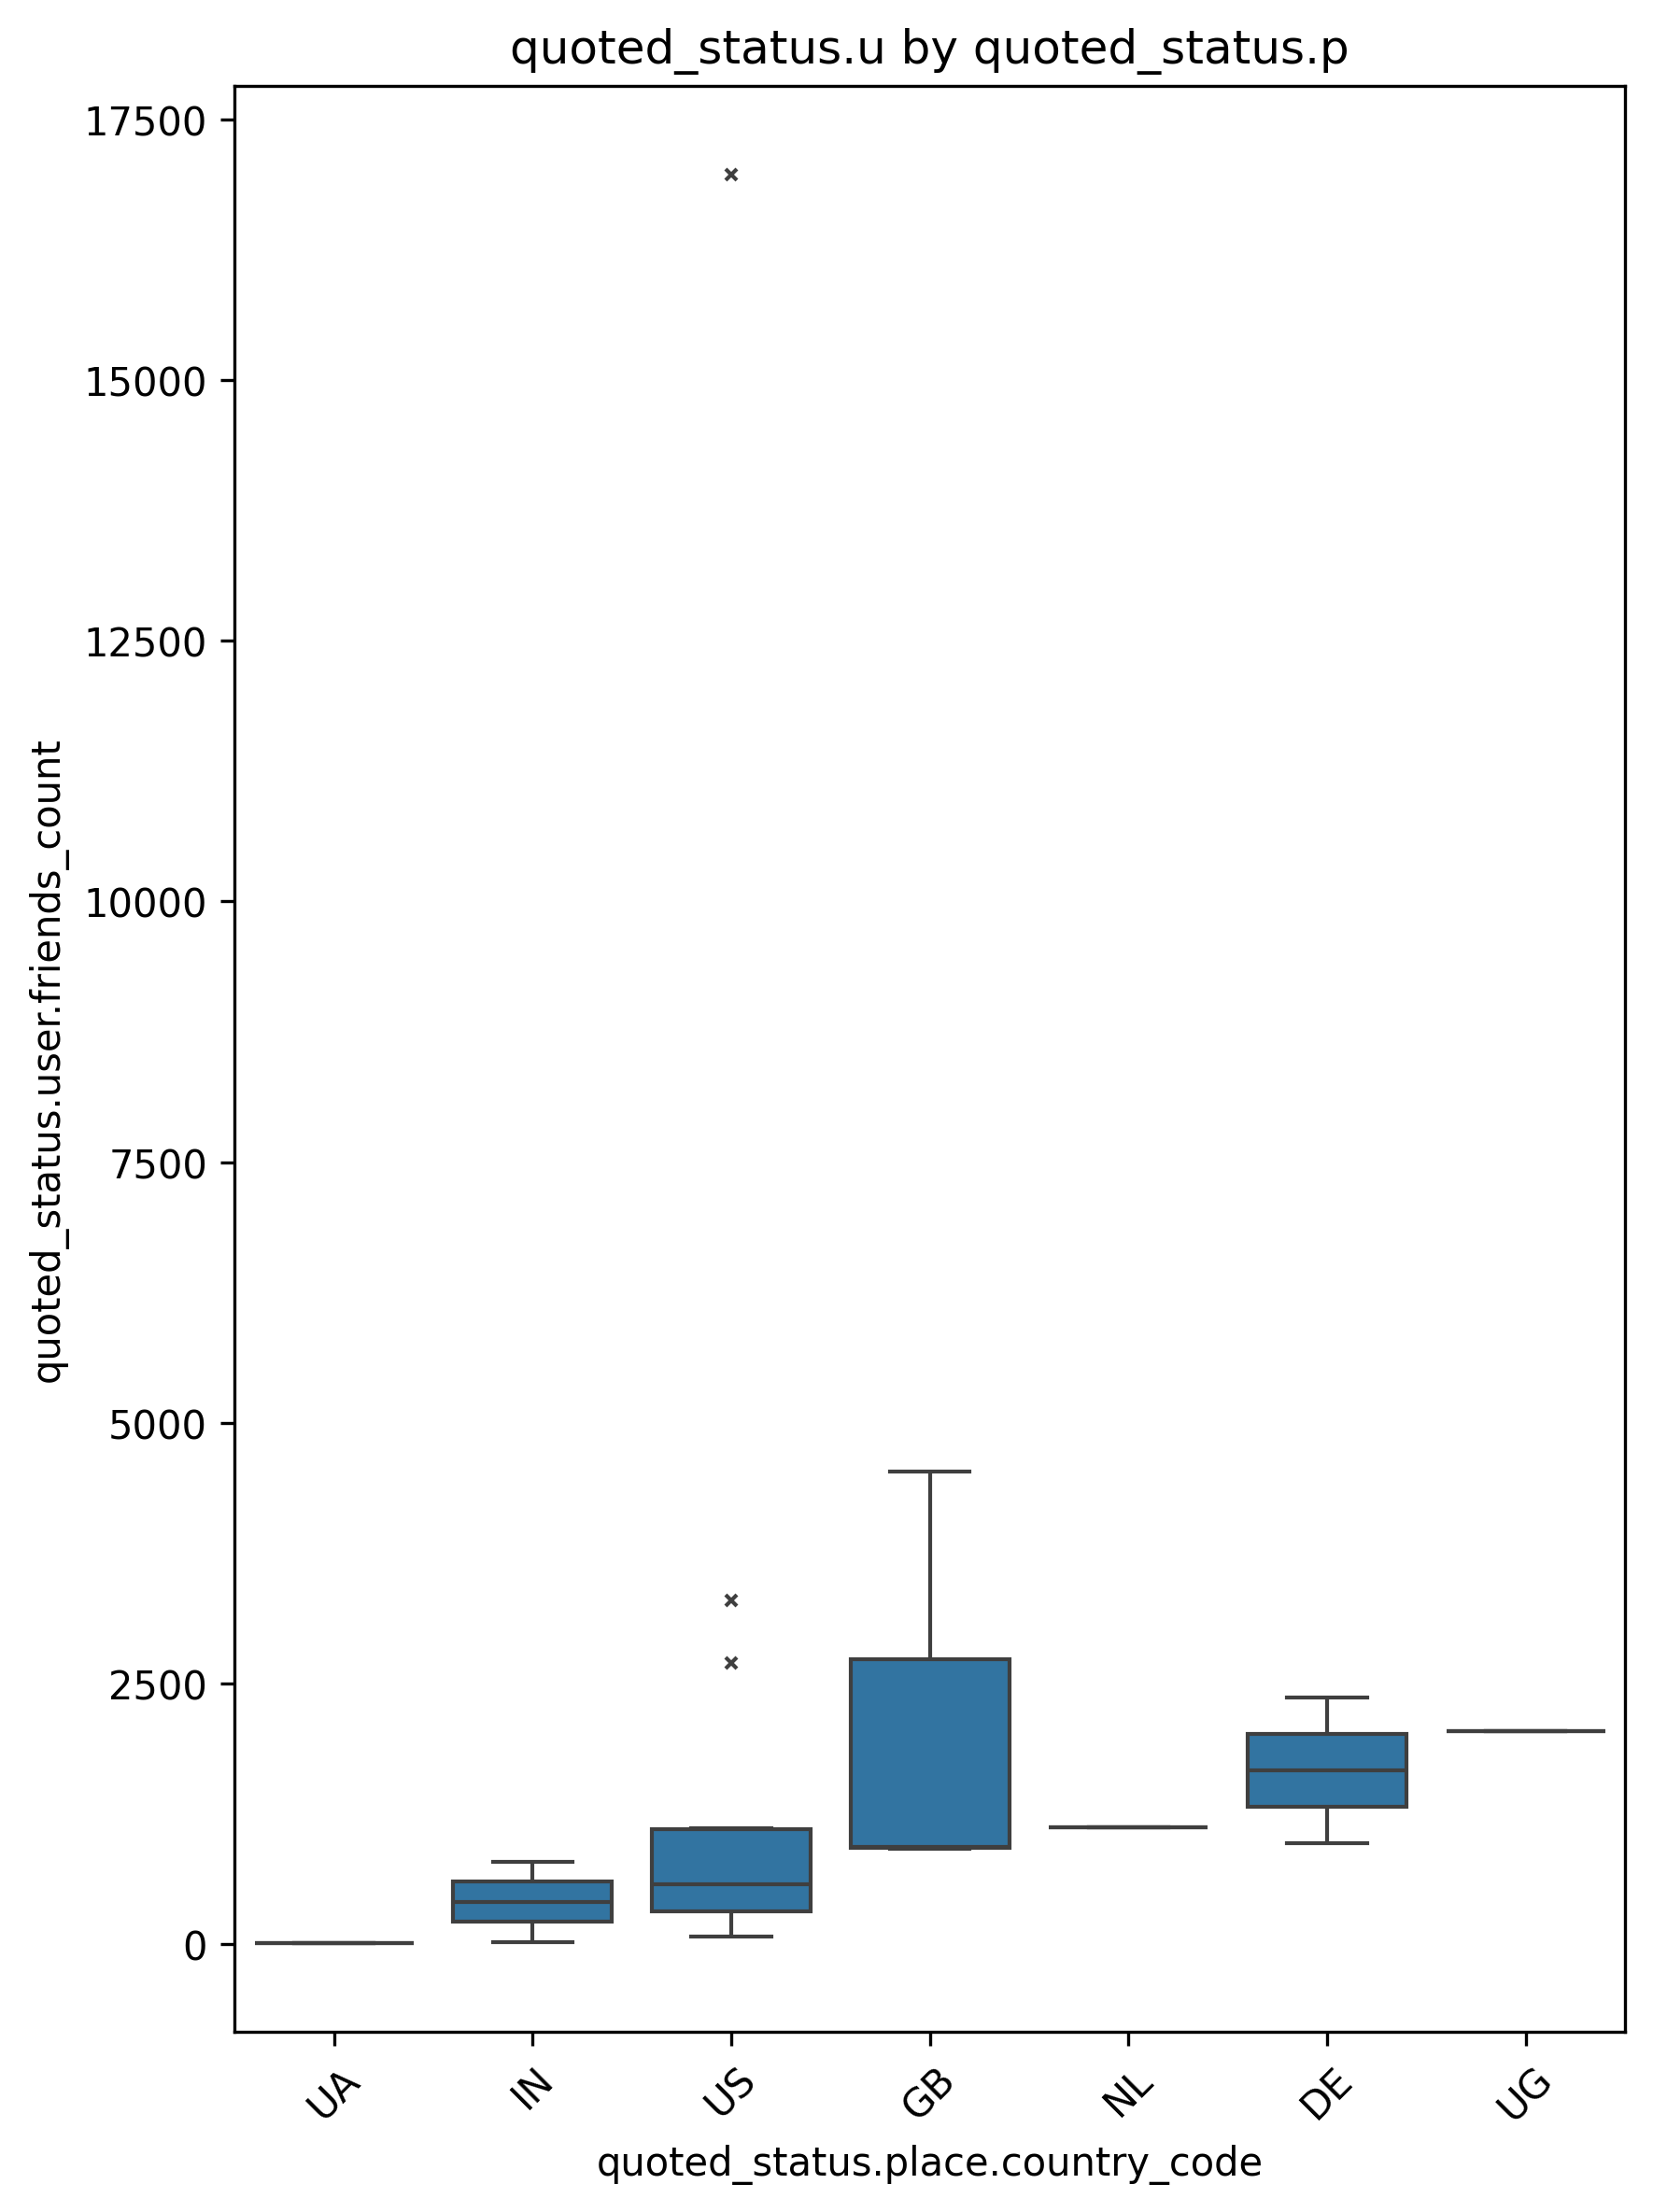 quoted_status.u by quoted_status.p
quoted_status.user.friends_count
17500
15000
12500
10000
7500
5000
2500
0
UA IN US GB NL DE UG
quoted_status.place.country_code